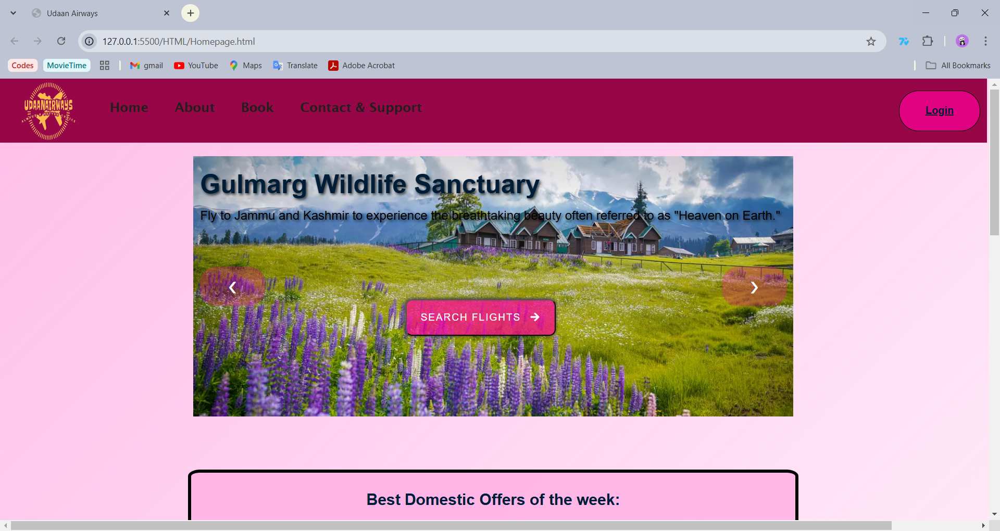 Udaan Airways
127.0.0.1:5500/HTML/Homepage.html
Codes MovieTime gmail YouTube Maps Translate Adobe Acrobat All Bookmarks
UDAANAIRWAYS
Home About Book Contact & Support Login
Gulmarg Wildlife Sanctuary
Fly to Jammu and Kashmir to experience the breathtaking beauty often referred to as "Heaven on Earth."
SEARCH FLIGHTS
Best Domestic Offers of the week: